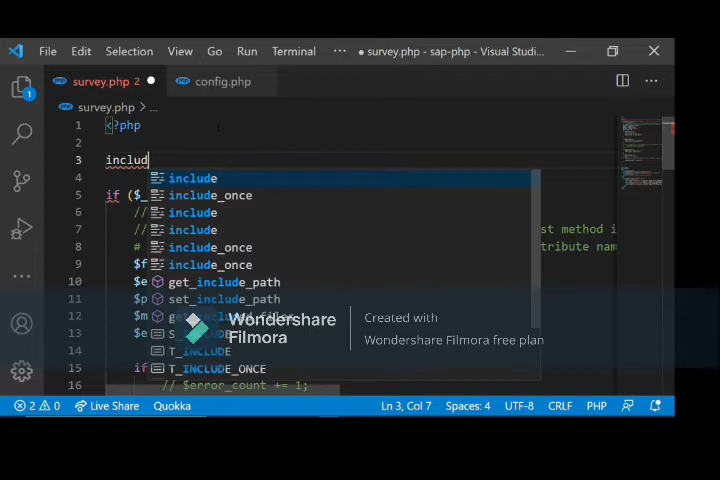 File Edit Selection View Go Run Terminal ··· ● survey.php - sap-php - Visual Studi...
survey.php 2 config.php
1
survey.php > ...
1 <?php
2
3 includ
4 include
5 if ($_ include_once
6 // include
7 // include st method i
8 # include_once tribute nam
9 $f include_once
10 $e get_include_path
11 $p set_include_path
12 $m get_included_files
13 $e S_INCLUDE
14 T_INCLUDE
15 if T_INCLUDE_ONCE
16 // $error_count += 1;
Wondershare
Filmora
Created with
Wondershare Filmora free plan
2 0 Live Share Quokka Ln 3, Col 7 Spaces: 4 UTF-8 CRLF PHP